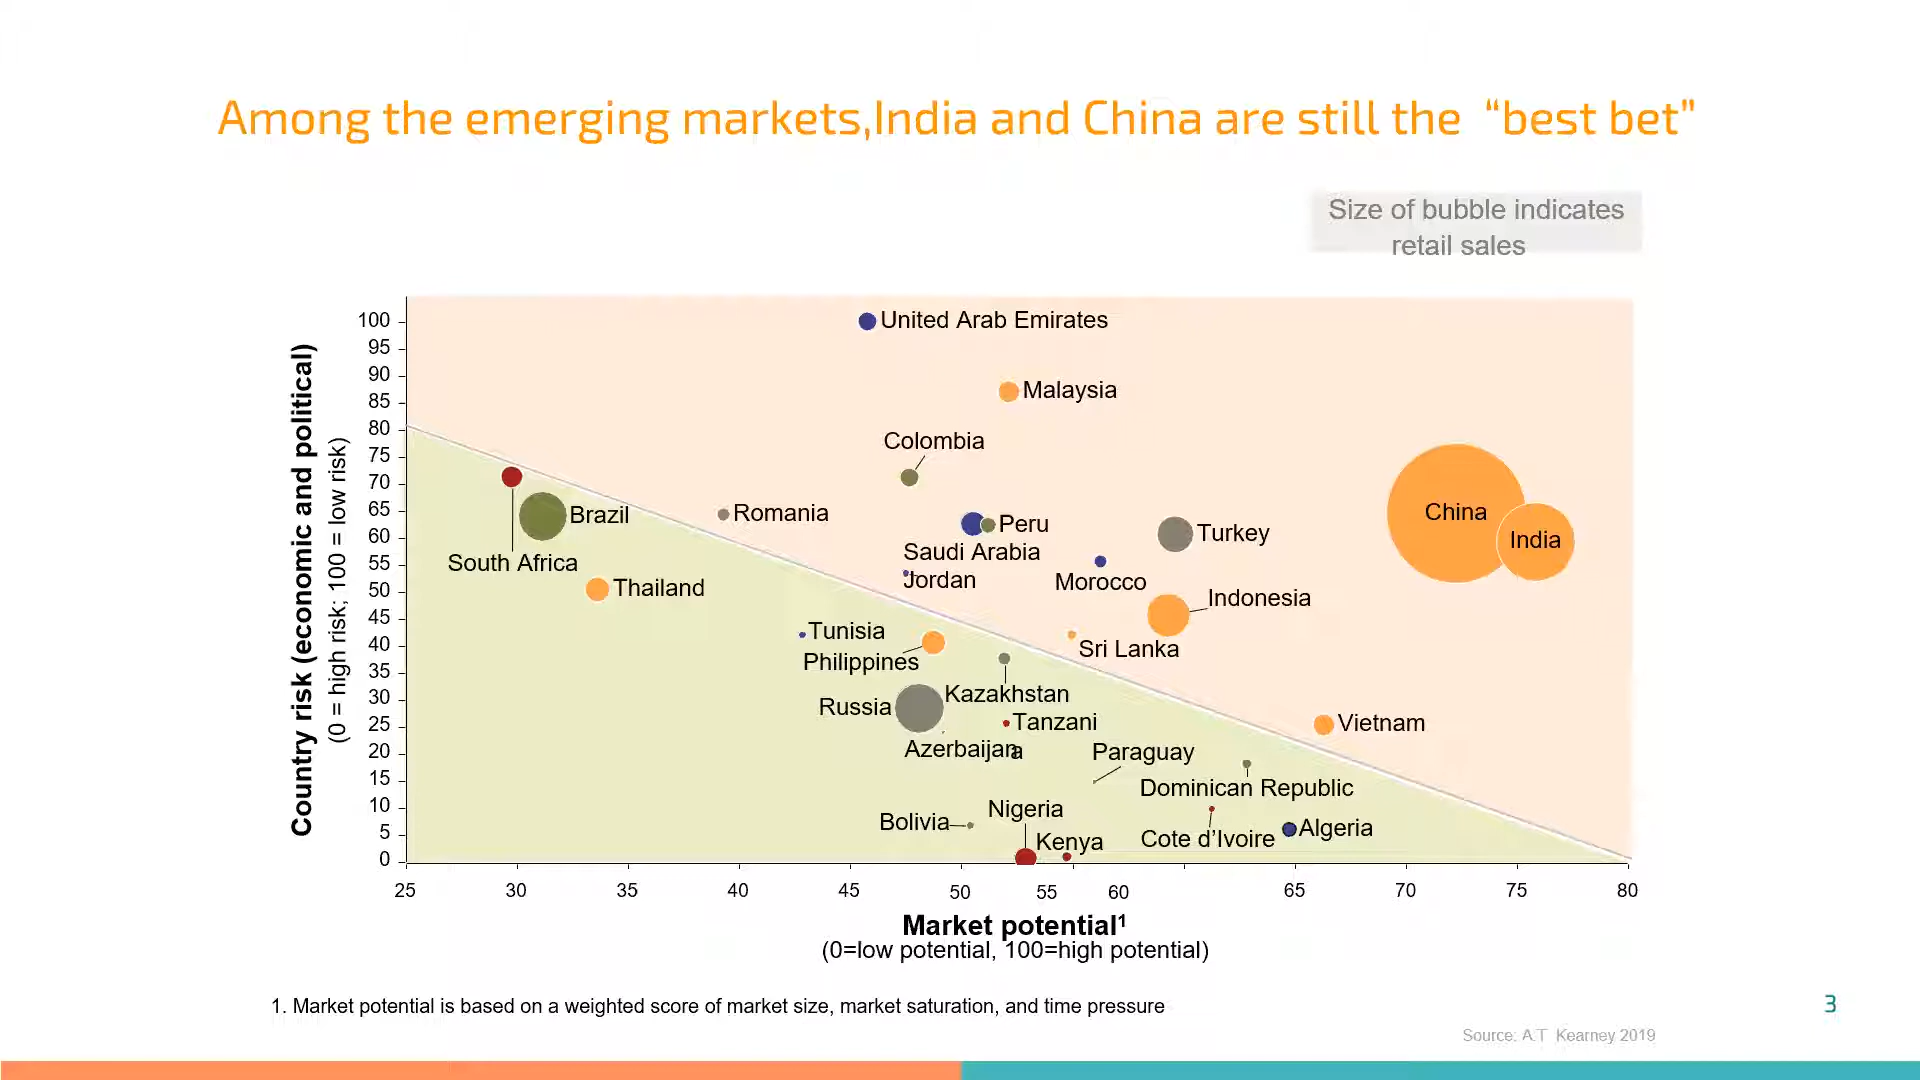 Among the emerging markets,India and China are still the “best bet”
Size of bubble indicates
retail sales
Country risk (economic and political)
(0 = high risk; 100 = low risk)
100
95
90
85
80
75
70
65
60
55
50
45
40
35
30
25
20
15
10
5
0
United Arab Emirates
Malaysia
Colombia
Romania
Brazil
South Africa
Thailand
Peru
Saudi Arabia
Jordan
Turkey
Morocco
China
India
Indonesia
Sri Lanka
Tunisia
Philippines
Kazakhstan
Russia
Tanzani
a
Azerbaijan
Vietnam
Paraguay
Dominican Republic
Nigeria
Bolivia
Kenya
Cote d’Ivoire
Algeria
25 30 35 40 45 50 55 60 65 70 75 80
Market potential¹
(0=low potential, 100=high potential)
1. Market potential is based on a weighted score of market size, market saturation, and time pressure
3
Source: A.T Kearney 2019